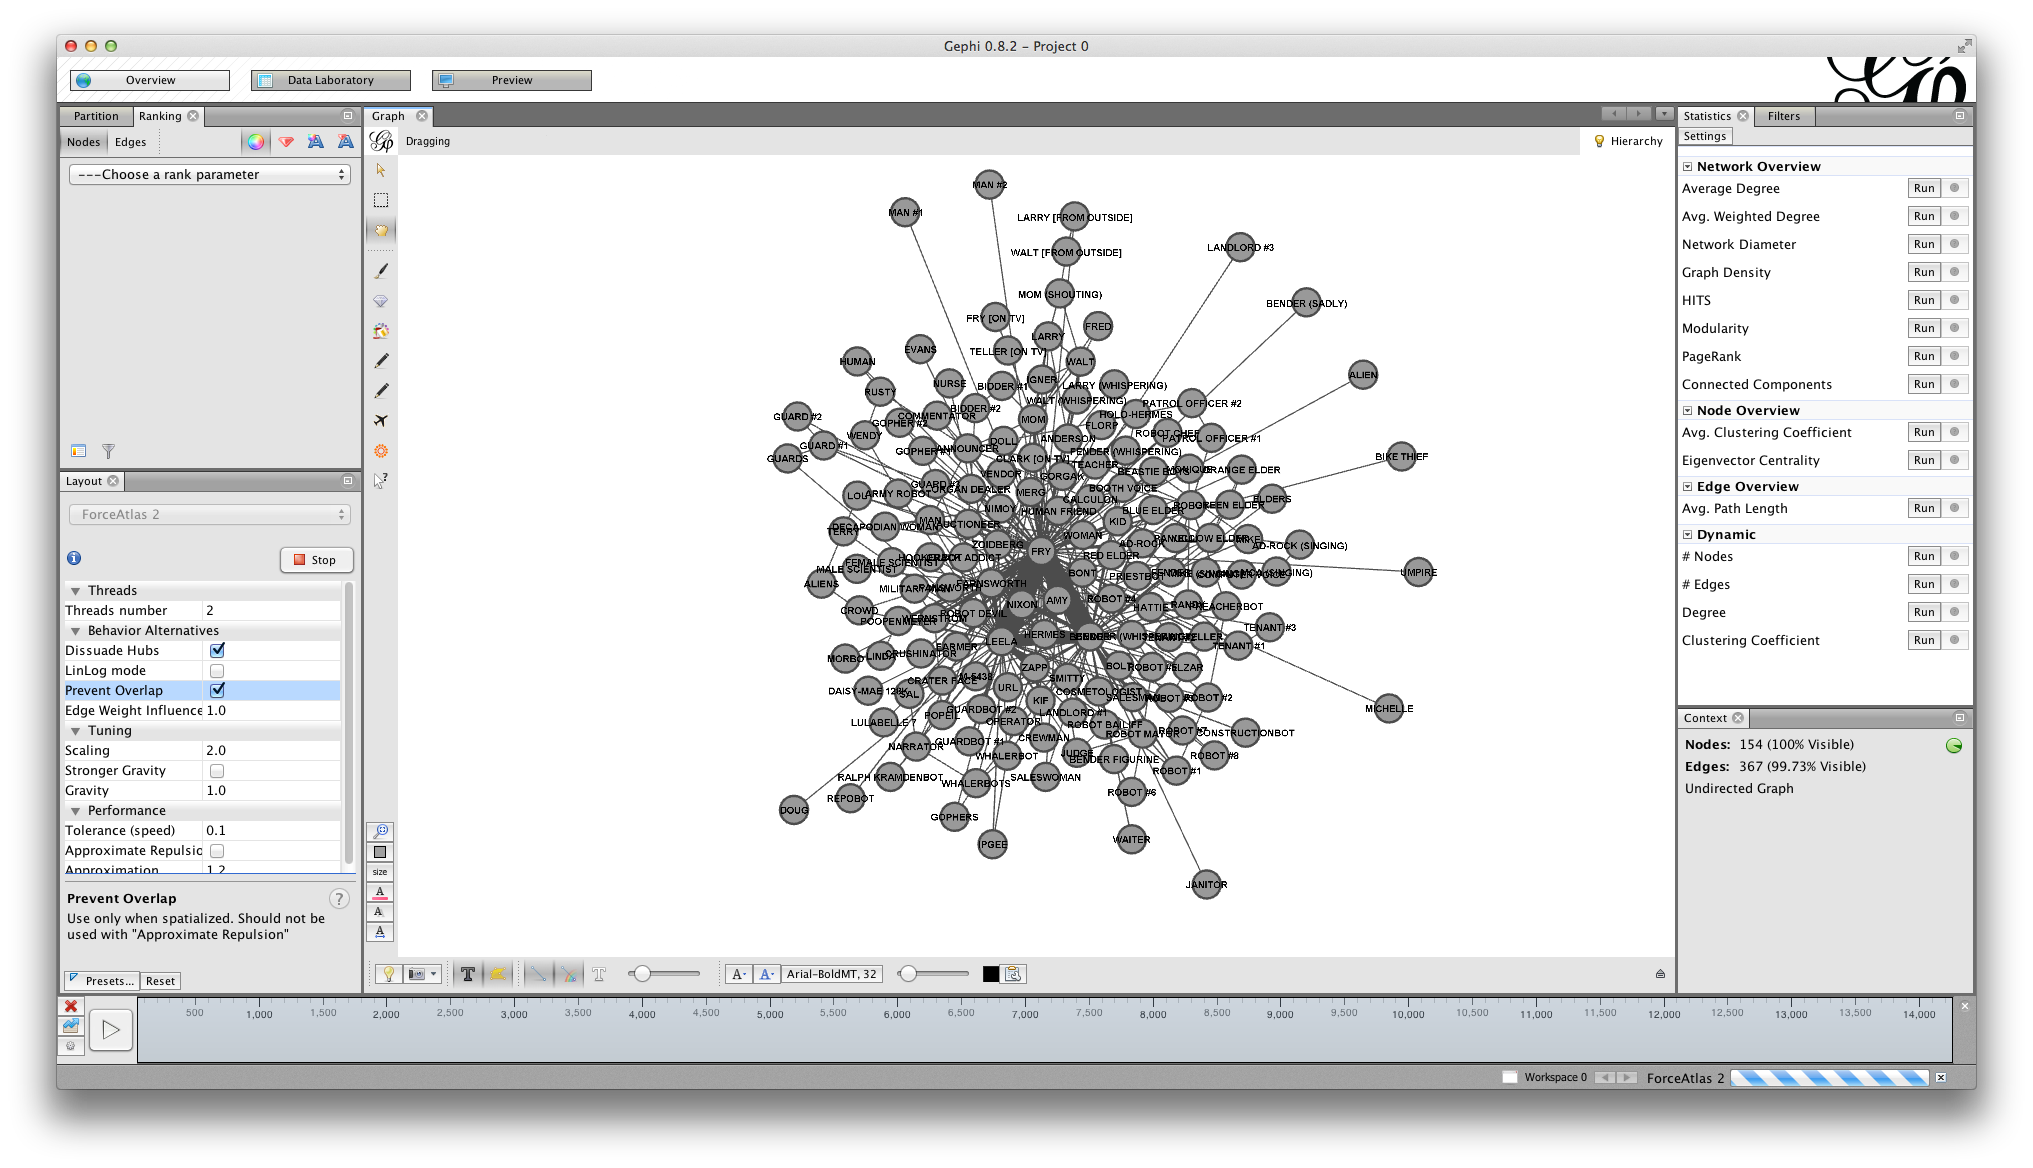 Gephi 0.8.2 - Project 0
Overview
Data Laboratory
Preview
Partition
Ranking
Nodes
Edges
---Choose a rank parameter
Layout
ForceAtlas 2
Stop
Threads
Threads number 2
Behavior Alternatives
Dissuade Hubs
LinLog mode
Prevent Overlap
Edge Weight Influence 1.0
Tuning
Scaling 2.0
Stronger Gravity
Gravity 1.0
Performance
Tolerance (speed) 0.1
Approximate Repulsio
Approximation 1.2
Prevent Overlap
Use only when spatialized. Should not be
used with "Approximate Repulsion"
Presets...
Reset
Graph
Dragging
Hierarchy
MAN #2
MAN #1
LARRY [FROM OUTSIDE]
LANDLORD #3
WALT [FROM OUTSIDE]
MOM (SHOUTING)
BENDER (SADLY)
FRY [ON TV]
FRED
LARRY
TELLER [ON TV]
EVANS
WALT
HUMAN
ALIEN
NURSE
BIDDER #1
IGNER
LARRY (WHISPERING)
RUSTY
WALT (WHISPERING)
PATROL OFFICER #2
BIDDER #2
COMMENTATOR
GUARD #2
HOLD-HERMES
MOM
GOPHER #2
FLORP
ROBOT CHEF
WENDY
PATROL OFFICER #1
ANDERSON
DOLL
GUARD #1
ANNOUNCER
GOPHER #1
FENDER (WHISPERING)
GUARDS
CLARK [ON TV]
BIKE THIEF
TEACHER
BEASTIE BOYS
MONIQUE
ORANGE ELDER
VENDOR
GORGAK
GUARD #3
LOU
ARMY ROBOT
ORGAN DEALER
MERG
BOOTH VOICE
CALCULON
ELDERS
GREEN ELDER
NIMOY
HUMAN FRIEND
BLUE ELDER
MAN
KID
AUCTIONEER
DECAPODIAN WOMAN
TERRY
WOMAN
YELLOW ELDER
MIKE
ZOIDBERG
FRY
AD-ROCK
AD-ROCK (SINGING)
RED ELDER
FEMALE SCIENTIST
MALE SCIENTIST
BONT
PRIESTBOT
UMPIRE
ALIENS
FARNSWORTH
MILITARY MAN
NIXON
AMY
ROBOT #4
HATTIE
RANDY
PREACHERBOT
CROWD
ROBOT DEVIL
POOPENMEYER
WERNSTROM
TENANT #3
LEELA
HERMES
TENANT #1
FARMER
CRUSHINATOR
MORBO
LINDA
ZAPP
BOLT
ELZAR
CRATER FACE
SMITTY
DAISY-MAE 128K
SAL
URL
COSMETOLOGIST
SALESMAN
ROBOT #2
KIF
MICHELLE
GUARDBOT #2
LANDLORD #1
POPEIL
LULABELLE 7
OPERATOR
ROBOT BAILIFF
ROBOT MAYOR
CONSTRUCTIONBOT
CREWMAN
GUARDBOT #1
NARRATOR
WHALERBOT
JUDGE
BENDER FIGURINE
ROBOT #8
ROBOT #1
RALPH KRAMDENBOT
SALESWOMAN
WHALERBOTS
ROBOT #6
REPOBOT
DOUG
GOPHERS
WAITER
IPGEE
JANITOR
size
Arial-BoldMT, 32
Statistics
Filters
Settings
Network Overview
Average Degree Run
Avg. Weighted Degree Run
Network Diameter Run
Graph Density Run
HITS Run
Modularity Run
PageRank Run
Connected Components Run
Node Overview
Avg. Clustering Coefficient Run
Eigenvector Centrality Run
Edge Overview
Avg. Path Length Run
Dynamic
# Nodes Run
# Edges Run
Degree Run
Clustering Coefficient Run
Context
Nodes: 154 (100% Visible)
Edges: 367 (99.73% Visible)
Undirected Graph
500 1,000 1,500 2,000 2,500 3,000 3,500 4,000 4,500 5,000 5,500 6,000 6,500 7,000 7,500 8,000 8,500 9,000 9,500 10,000 10,500 11,000 11,500 12,000 12,500 13,000 13,500 14,000
Workspace 0
ForceAtlas 2